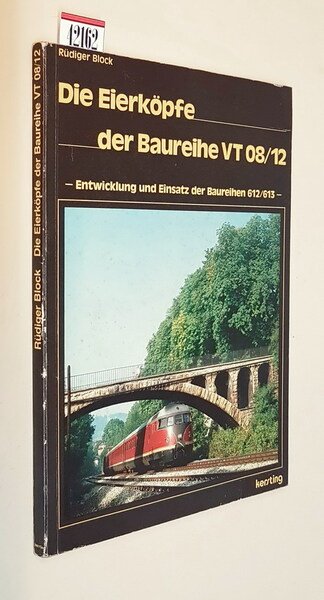 42162
Rüdiger Block
Die Eierköpfe
der Baureihe VT 08/12
– Entwicklung und Einsatz der Baureihen 612/613 –
kersting
Rüdiger Block Die Eierköpfe der Baureihe VT 08/12